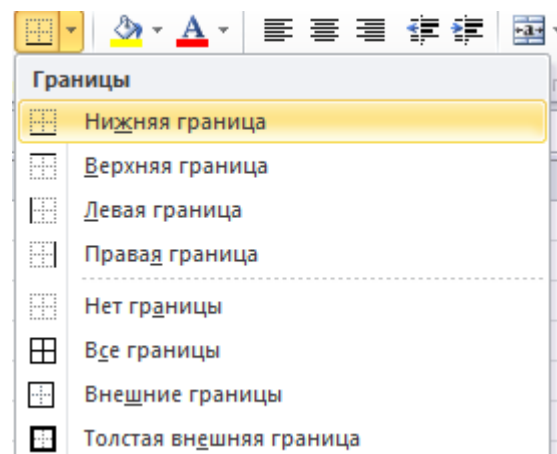 A
a
Границы
Нижняя граница
Верхняя граница
Левая граница
Правая граница
Нет границы
Все границы
Внешние границы
Толстая внешняя граница